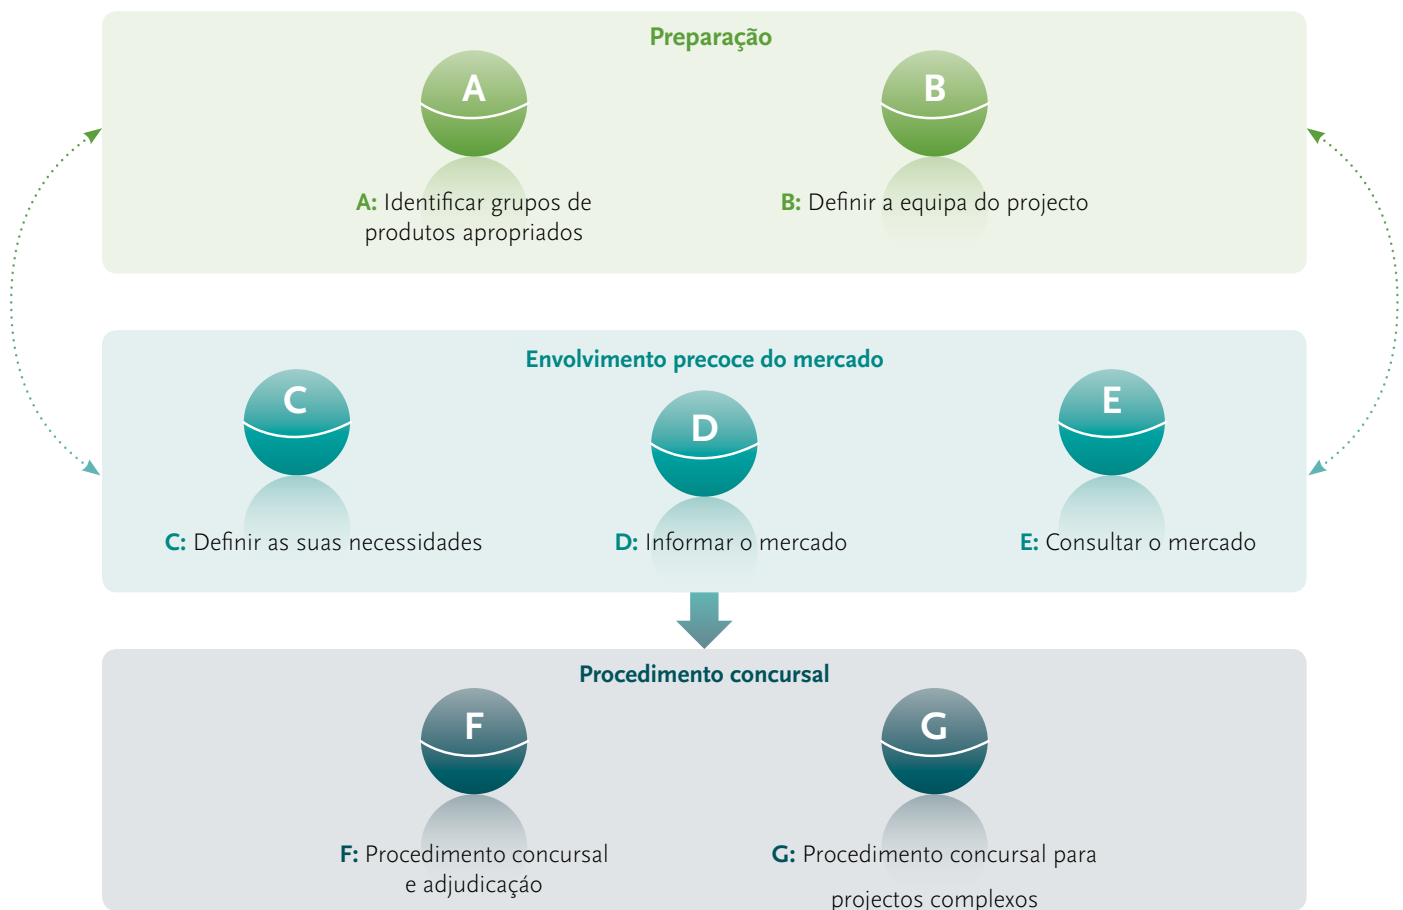 Preparação
A
B
A: Identificar grupos de
produtos apropriados
B: Definir a equipa do projecto
Envolvimento precoce do mercado
C
D
E
C: Definir as suas necessidades
D: Informar o mercado
E: Consultar o mercado
Procedimento concursal
F
G
F: Procedimento concursal
e adjudicaçáo
G: Procedimento concursal para
projectos complexos